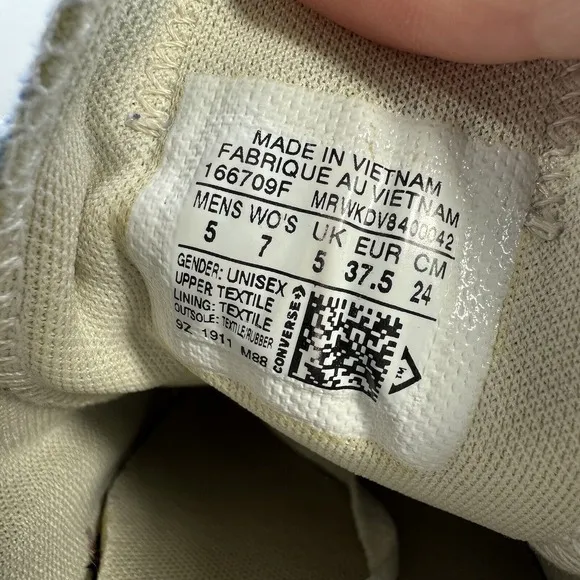 MADE IN VIETNAM
FABRIQUE AU VIETNAM
166709F MRWKDV8400042
MENS WO'S UK EUR CM
5 7 5 37.5 24
GENDER: UNISEX
UPPER TEXTILE
LINING: TEXTILE
OUTSOLE: TEXTILE/RUBBER
9Z 1911 M88
CONVERSE